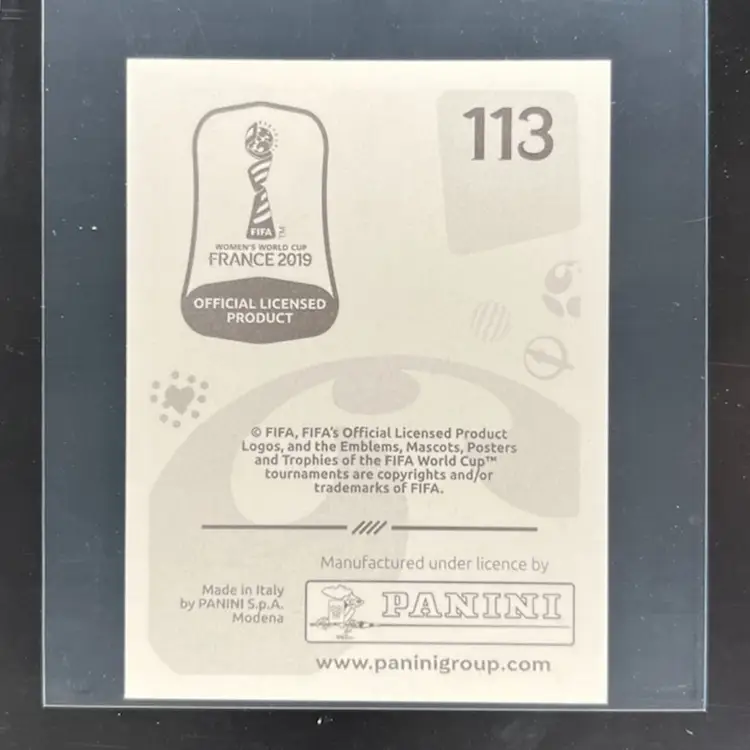 113
FIFA
TM
WOMEN'S WORLD CUP
FRANCE 2019
OFFICIAL LICENSED
PRODUCT
© FIFA, FIFA's Official Licensed Product
Logos, and the Emblems, Mascots, Posters
and Trophies of the FIFA World Cup™
tournaments are copyrights and/or
trademarks of FIFA.
Manufactured under licence by
Made in Italy
by PANINI S.p.A.
Modena
PANINI
www.paninigroup.com